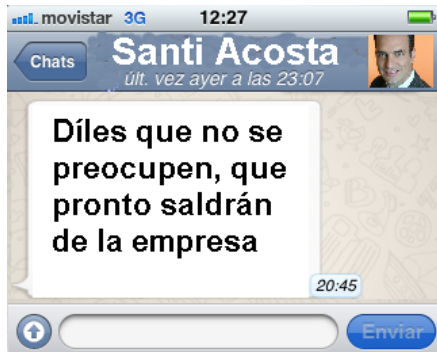 movistar 3G 12:27
Chats
Santi Acosta
últ. vez ayer a las 23:07
Díles que no se
preocupen, que
pronto saldrán
de la empresa
20:45
Enviar